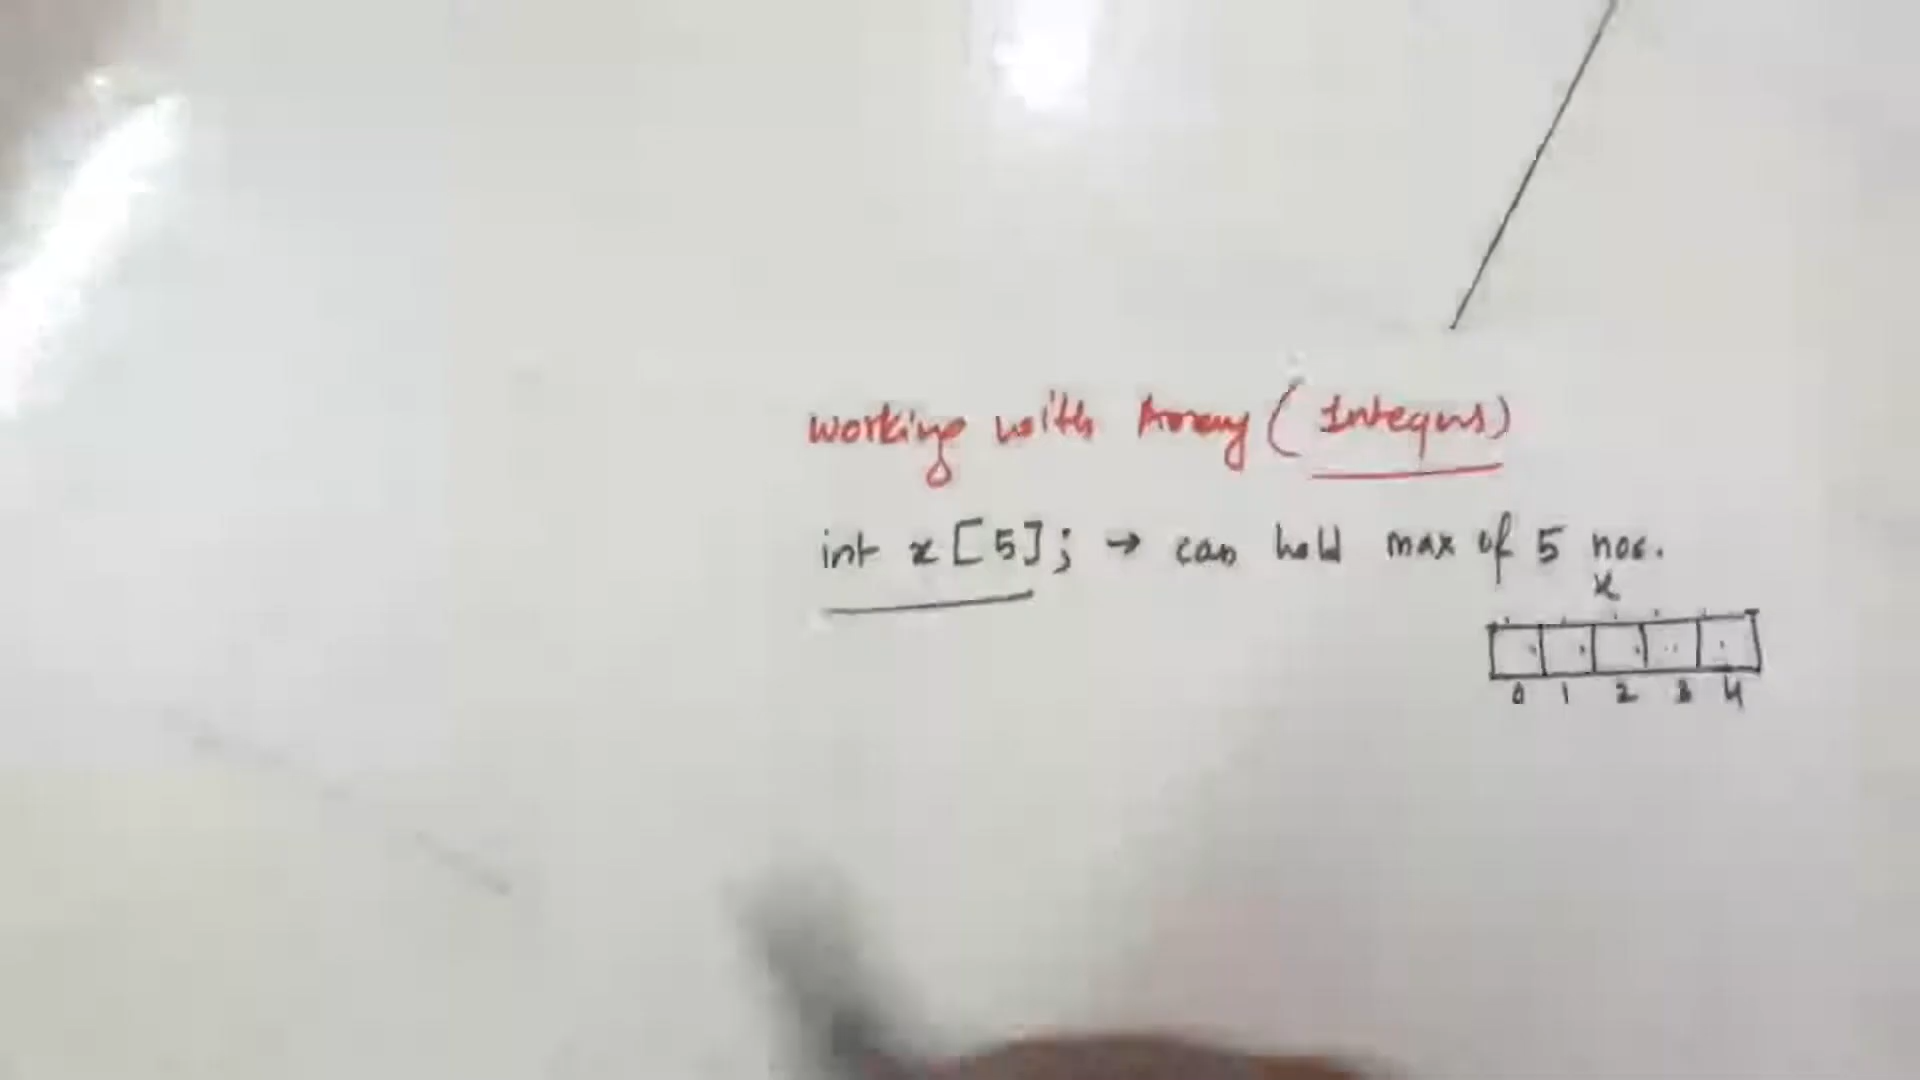 working with Array (Integers)
int x[5]; → can hold max of 5 nos.
x
0 1 2 3 4